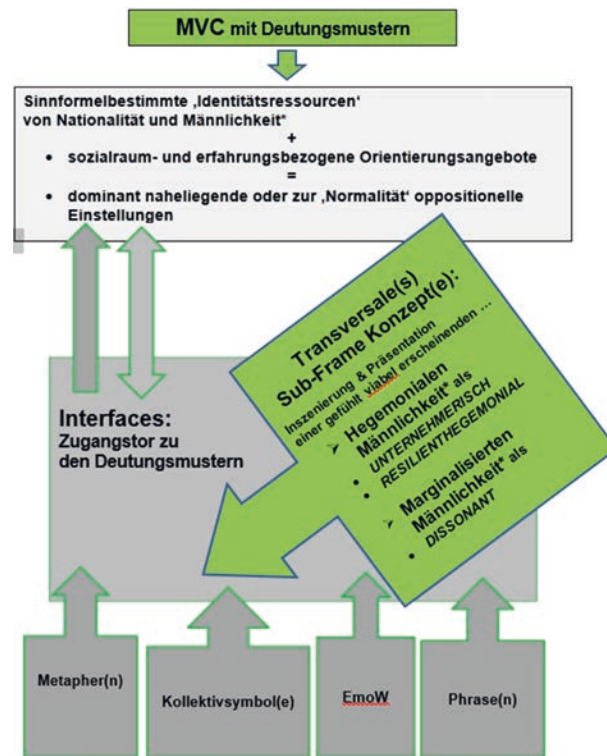 MVC mit Deutungsmustern
Sinnformelbestimmte ‚Identitätsressourcen‘
von Nationalität und Männlichkeit*
+
• sozialraum- und erfahrungsbezogene Orientierungsangebote
=
• dominant naheliegende oder zur ‚Normalität‘ oppositionelle
Einstellungen
Transversale(s)
Sub-Frame Konzept(e):
Inszenierung & Präsentation
einer gefühlt viabel erscheinenden …
➢ Hegemonialen
Männlichkeit* als
• UNTERNEHMERISCH
• RESILIENTHEGEMONIAL
➢ Marginalisierten
Männlichkeit* als
• DISSONANT
Interfaces:
Zugangstor zu
den Deutungsmustern
Metapher(n)
Kollektivsymbol(e)
EmoW
Phrase(n)